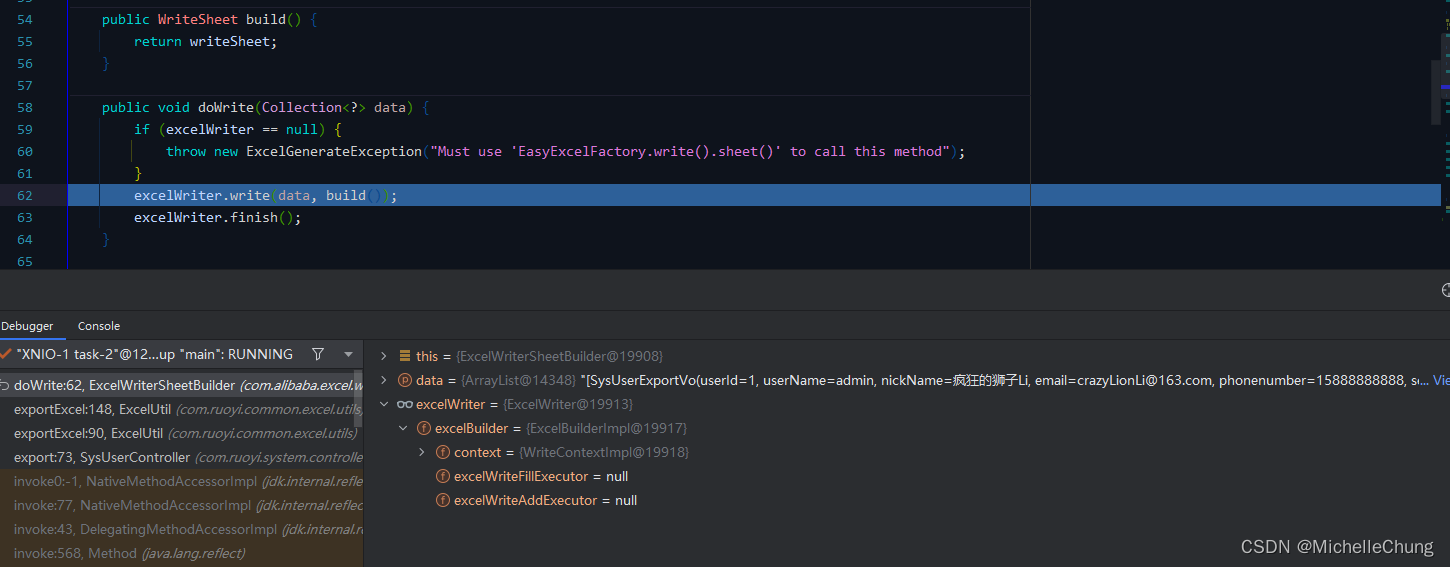 54 public WriteSheet build() {
55 return writeSheet;
56 }
57
58 public void doWrite(Collection<?> data) {
59 if (excelWriter == null) {
60 throw new ExcelGenerateException("Must use 'EasyExcelFactory.write().sheet()' to call this method");
61 }
62 excelWriter.write(data, build());
63 excelWriter.finish();
64 }
65
Debugger Console
"XNIO-1 task-2"@12...up "main": RUNNING
doWrite:62, ExcelWriterSheetBuilder (com.alibaba.excel.w
exportExcel:148, ExcelUtil (com.ruoyi.common.excel.utils)
exportExcel:90, ExcelUtil (com.ruoyi.common.excel.utils)
export:73, SysUserController (com.ruoyi.system.controlle
invoke0:-1, NativeMethodAccessorImpl (jdk.internal.refle
invoke:77, NativeMethodAccessorImpl (jdk.internal.reflec
invoke:43, DelegatingMethodAccessorImpl (jdk.internal.re
invoke:568, Method (java.lang.reflect)
this = {ExcelWriterSheetBuilder@19908}
data = {ArrayList@14348} "[SysUserExportVo(userId=1, userName=admin, nickName=疯狂的狮子Li, email=crazyLionLi@163.com, phonenumber=15888888888, se... Vie
excelWriter = {ExcelWriter@19913}
excelBuilder = {ExcelBuilderImpl@19917}
context = {WriteContextImpl@19918}
excelWriteFillExecutor = null
excelWriteAddExecutor = null
CSDN @MichelleChung